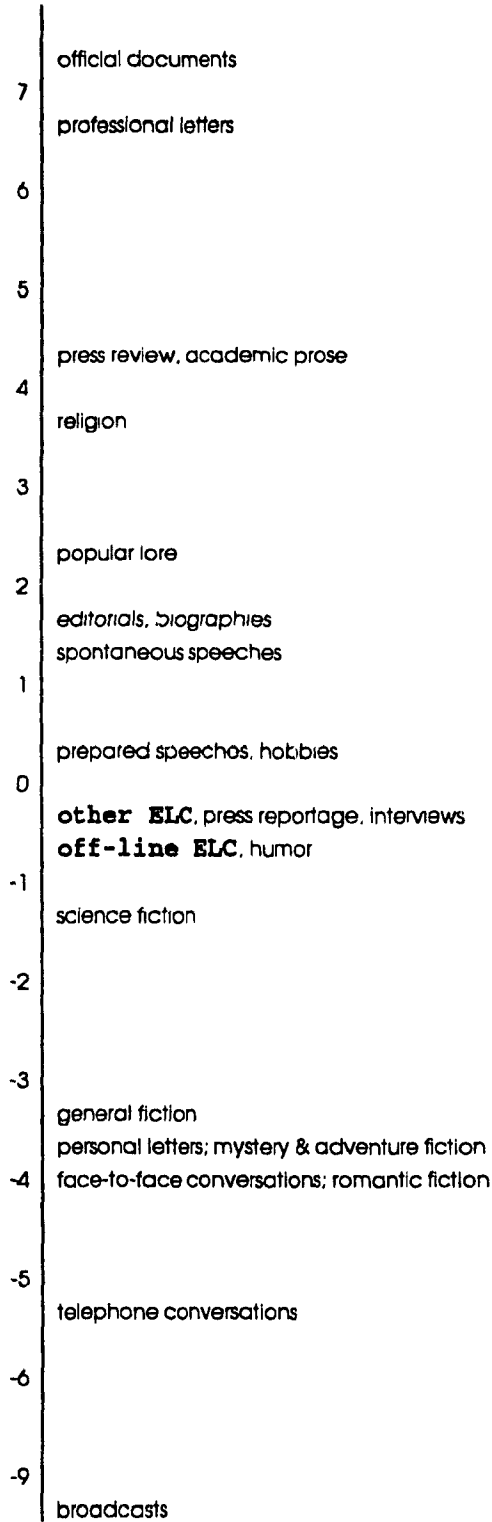 official documents
7
professional letters
6
5
press review, academic prose
4
religion
3
popular lore
2
editorials, biographies
spontaneous speeches
1
prepared speechos, hobbies
0
other ELC, press reportage, interviews
off-line ELC, humor
-1
science fiction
-2
-3
general fiction
personal letters; mystery & adventure fiction
-4 face-to-face conversations; romantic fiction
-5
telephone conversations
-6
-9
broadcasts